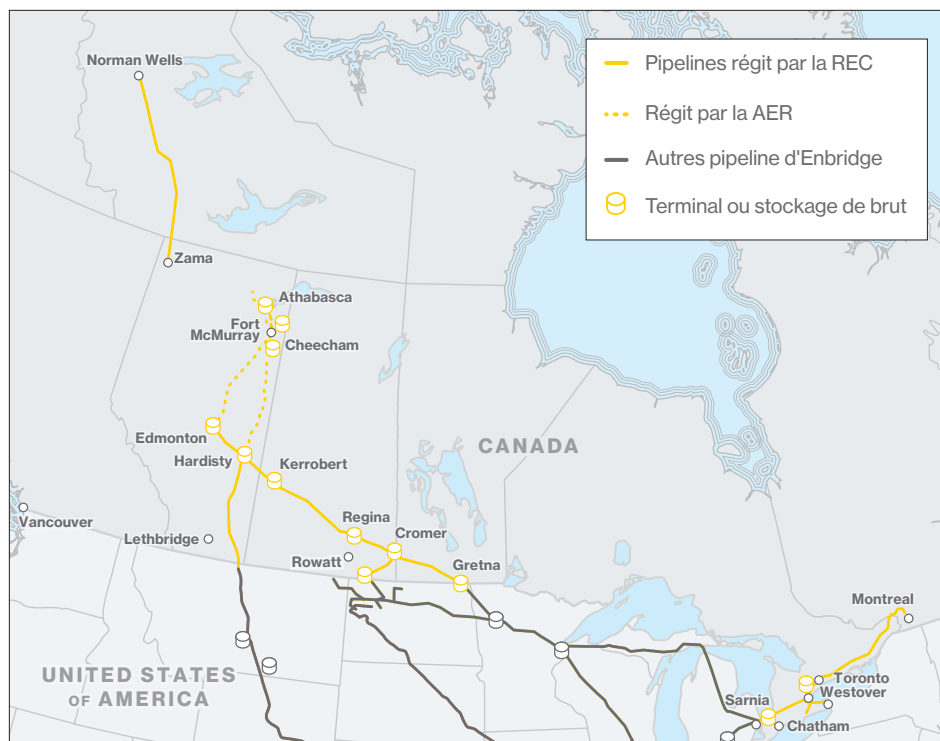 Norman Wells
Pipelines régit par la REC
Régit par la AER
Autres pipeline d'Enbridge
Terminal ou stockage de brut
Zama
Athabasca
Fort
McMurray
Cheecham
Edmonton
Hardisty
CANADA
Kerrobert
Vancouver
Regina
Lethbridge
Cromer
Rowatt
Gretna
Montreal
UNITED STATES
OF AMERICA
Toronto
Westover
Sarnia
Chatham